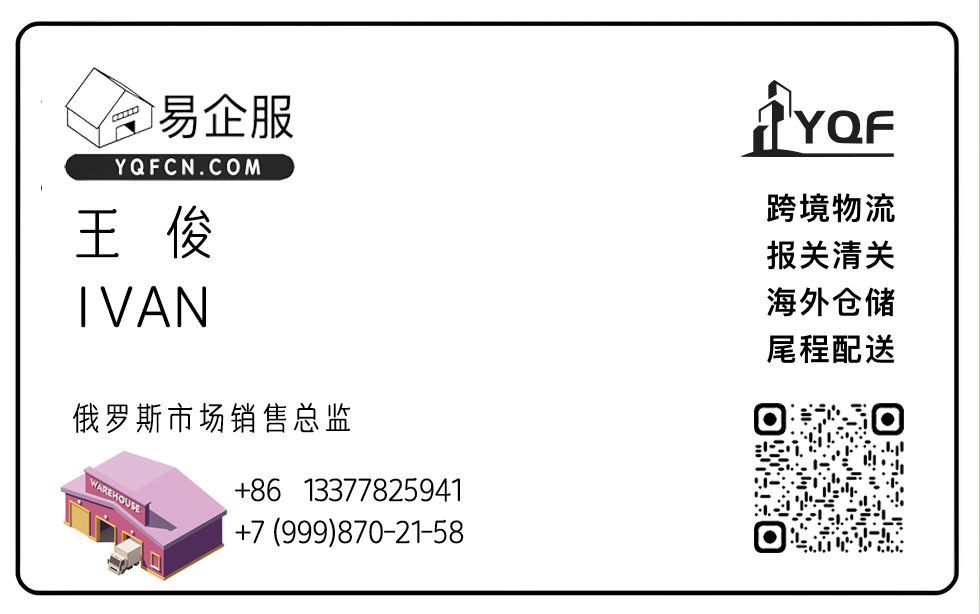 易企服
YQFCN.COM
王 俊
IVAN
俄罗斯市场销售总监
WAREHOUSE
+86 13377825941
+7 (999)870-21-58
YQF
跨境物流
报关清关
海外仓储
尾程配送